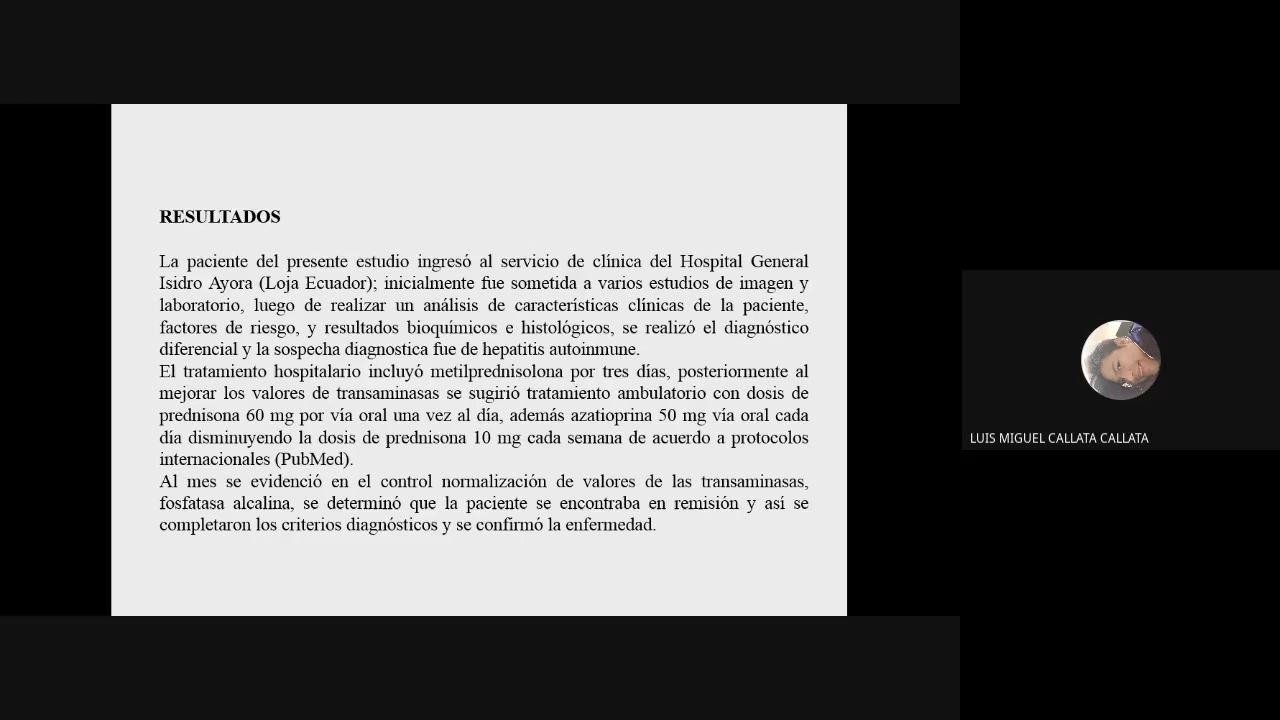 RESULTADOS
La paciente del presente estudio ingresó al servicio de clínica del Hospital General
Isidro Ayora (Loja Ecuador); inicialmente fue sometida a varios estudios de imagen y
laboratorio, luego de realizar un análisis de características clínicas de la paciente,
factores de riesgo, y resultados bioquímicos e histológicos, se realizó el diagnóstico
diferencial y la sospecha diagnostica fue de hepatitis autoinmune.
El tratamiento hospitalario incluyó metilprednisolona por tres días, posteriormente al
mejorar los valores de transaminasas se sugirió tratamiento ambulatorio con dosis de
prednisona 60 mg por vía oral una vez al día, además azatioprina 50 mg vía oral cada
día disminuyendo la dosis de prednisona 10 mg cada semana de acuerdo a protocolos
internacionales (PubMed).
Al mes se evidenció en el control normalización de valores de las transaminasas,
fosfatasa alcalina, se determinó que la paciente se encontraba en remisión y así se
completaron los criterios diagnósticos y se confirmó la enfermedad.
LUIS MIGUEL CALLATA CALLATA